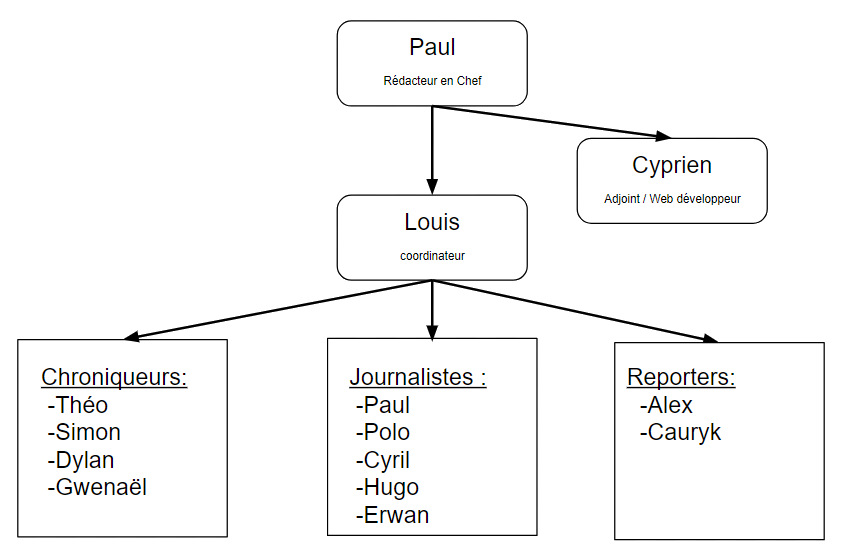 Paul
Rédacteur en Chef
Cyprien
Adjoint / Web développeur
Louis
coordinateur
Chroniqueurs:
-Théo
-Simon
-Dylan
-Gwenaël
Journalistes :
-Paul
-Polo
-Cyril
-Hugo
-Erwan
Reporters:
-Alex
-Cauryk